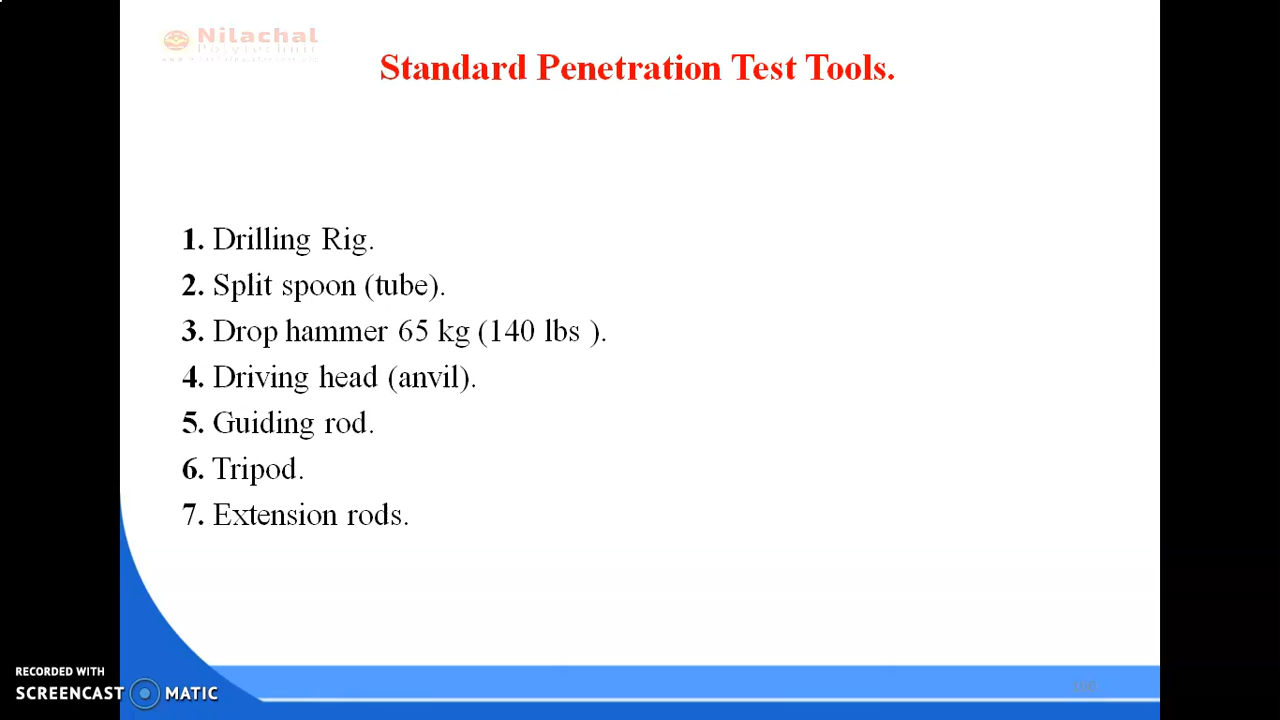 Nilachal
Polytechnic
Standard Penetration Test Tools.
1. Drilling Rig.
2. Split spoon (tube).
3. Drop hammer 65 kg (140 lbs ).
4. Driving head (anvil).
5. Guiding rod.
6. Tripod.
7. Extension rods.
RECORDED WITH
SCREENCAST MATIC